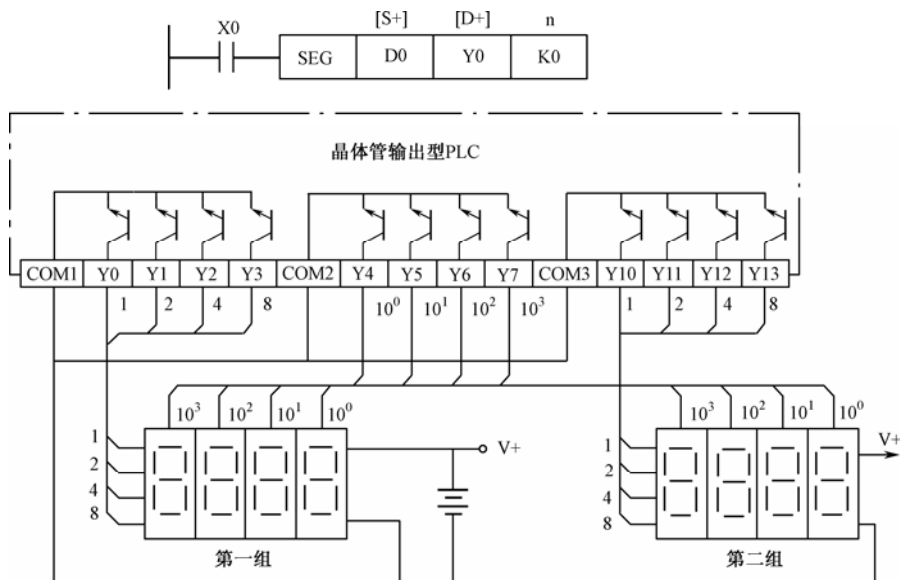 [S+] [D+] n
X0
SEG D0 Y0 K0
晶体管输出型PLC
COM1 Y0 Y1 Y2 Y3 COM2 Y4 Y5 Y6 Y7 COM3 Y10 Y11 Y12 Y13
1 2 4 8 10⁰ 10¹ 10² 10³ 1 2 4 8
10³ 10² 10¹ 10⁰ 10³ 10² 10¹ 10⁰
1 V+ 1 V+
2 2
4 4
8 8
第一组 第二组